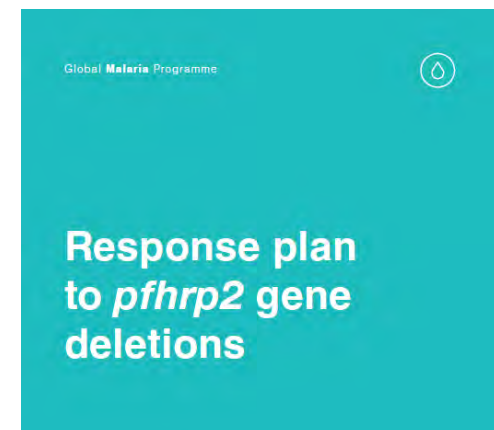 Global Malaria Programme
Response plan
to pfhrp2 gene
deletions